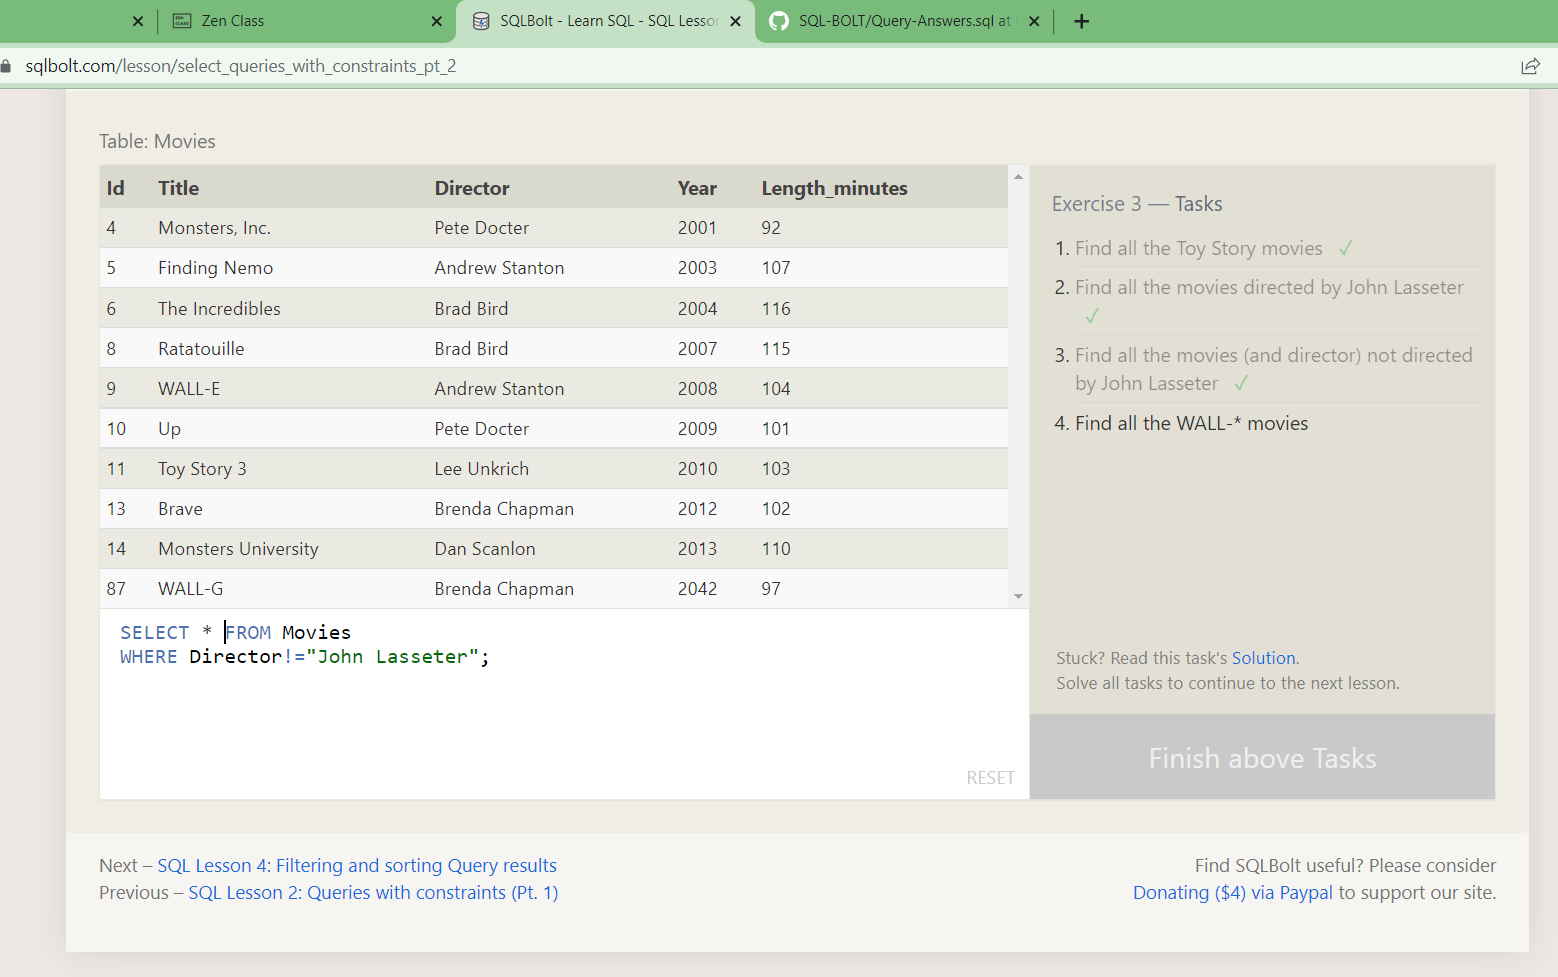 Zen Class
SQLBolt - Learn SQL - SQL Lesso
SQL-BOLT/Query-Answers.sql at
sqlbolt.com/lesson/select_queries_with_constraints_pt_2
Table: Movies
Id Title Director Year Length_minutes
4 Monsters, Inc. Pete Docter 2001 92
5 Finding Nemo Andrew Stanton 2003 107
6 The Incredibles Brad Bird 2004 116
8 Ratatouille Brad Bird 2007 115
9 WALL-E Andrew Stanton 2008 104
10 Up Pete Docter 2009 101
11 Toy Story 3 Lee Unkrich 2010 103
13 Brave Brenda Chapman 2012 102
14 Monsters University Dan Scanlon 2013 110
87 WALL-G Brenda Chapman 2042 97
SELECT * FROM Movies
WHERE Director!="John Lasseter";
RESET
Exercise 3 — Tasks
1. Find all the Toy Story movies ✓
2. Find all the movies directed by John Lasseter
✓
3. Find all the movies (and director) not directed
by John Lasseter ✓
4. Find all the WALL-* movies
Stuck? Read this task's Solution.
Solve all tasks to continue to the next lesson.
Finish above Tasks
Next – SQL Lesson 4: Filtering and sorting Query results
Previous – SQL Lesson 2: Queries with constraints (Pt. 1)
Find SQLBolt useful? Please consider
Donating ($4) via Paypal to support our site.